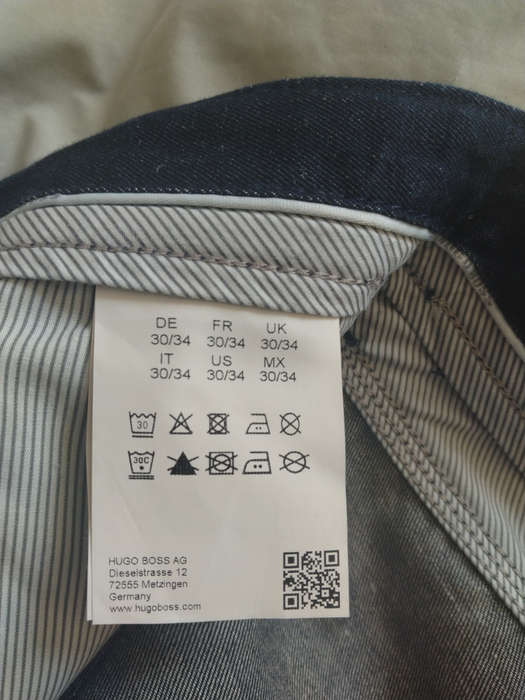 DE FR UK
30/34 30/34 30/34
IT US MX
30/34 30/34 30/34
30
30C
HUGO BOSS AG
Dieselstrasse 12
72555 Metzingen
Germany
www.hugoboss.com